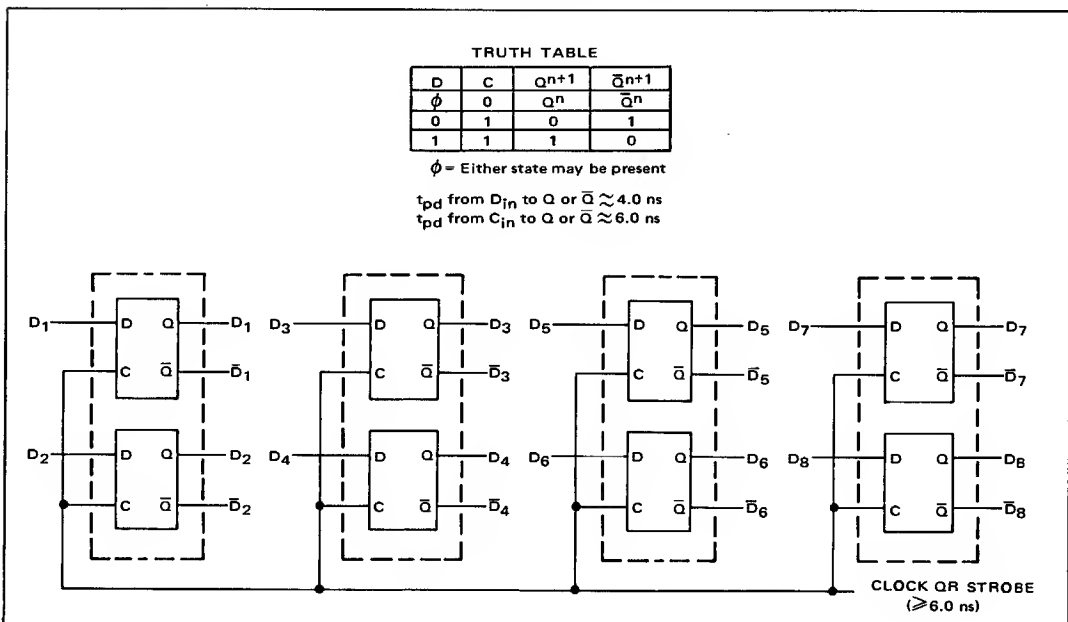 TRUTH TABLE
D C Qn+1 Q̄n+1
ϕ 0 Qn Q̄n
0 1 0 1
1 1 1 0
ϕ = Either state may be present
tpd from Din to Q or Q̄ ≈ 4.0 ns
tpd from Cin to Q or Q̄ ≈ 6.0 ns
D1 D Q D1
C Q̄ D̄1
D2 D Q D2
C Q̄ D̄2
D3 D Q D3
C Q̄ D̄3
D4 D Q D4
C Q̄ D̄4
D5 D Q D5
C Q̄ D̄5
D6 D Q D6
C Q̄ D̄6
D7 D Q D7
C Q̄ D̄7
D8 D Q D8
C Q̄ D̄8
CLOCK OR STROBE
(≥6.0 ns)